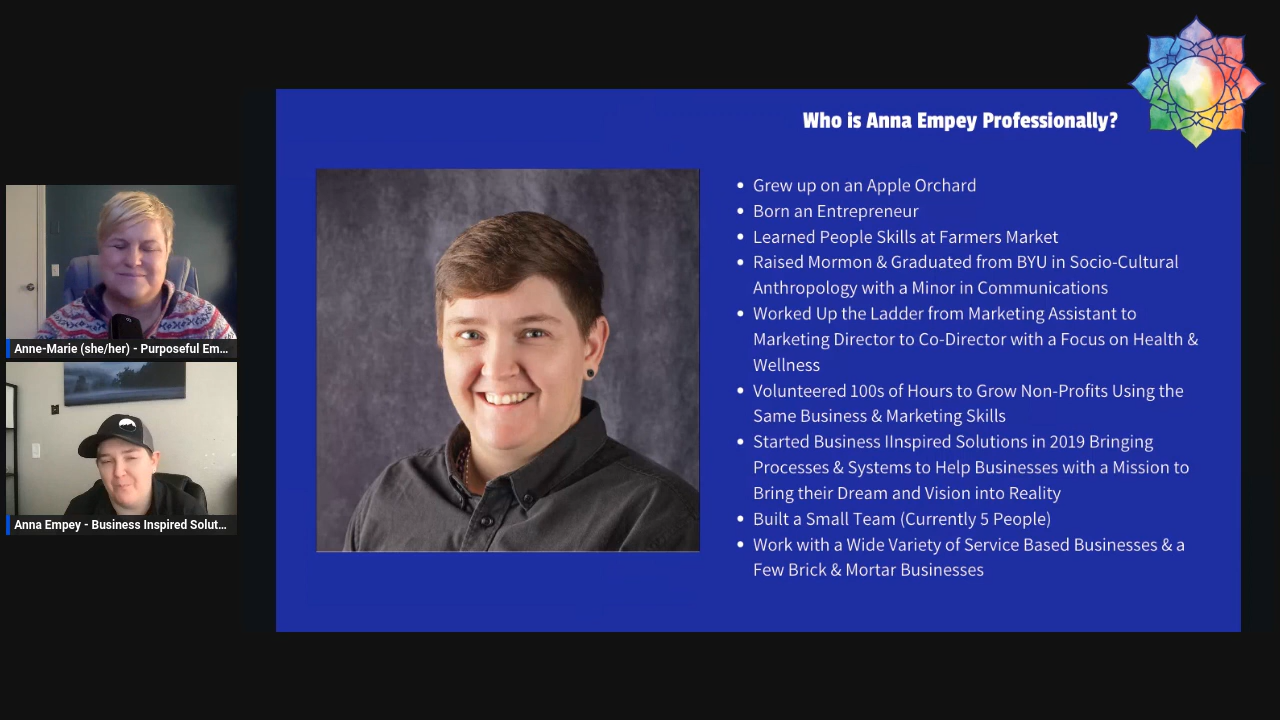 Who is Anna Empey Professionally?
Grew up on an Apple Orchard
Born an Entrepreneur
Learned People Skills at Farmers Market
Raised Mormon & Graduated from BYU in Socio-Cultural
Anthropology with a Minor in Communications
Worked Up the Ladder from Marketing Assistant to
Marketing Director to Co-Director with a Focus on Health &
Wellness
Volunteered 100s of Hours to Grow Non-Profits Using the
Same Business & Marketing Skills
Started Business IInspired Solutions in 2019 Bringing
Processes & Systems to Help Businesses with a Mission to
Bring their Dream and Vision into Reality
Built a Small Team (Currently 5 People)
Work with a Wide Variety of Service Based Businesses & a
Few Brick & Mortar Businesses
Anne-Marie (she/her) - Purposeful Em...
Anna Empey - Business Inspired Solut...